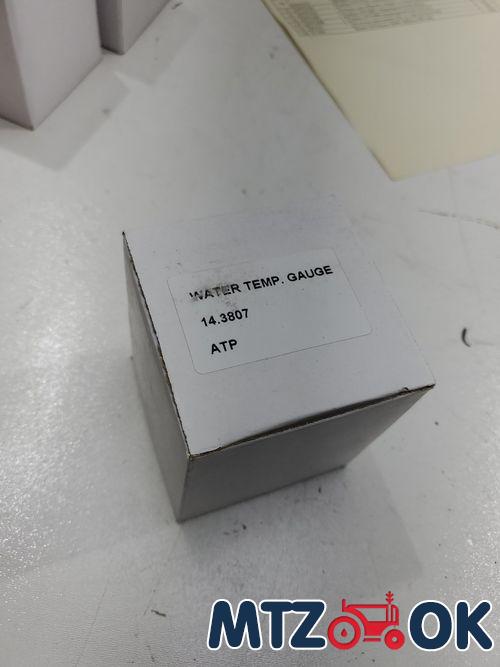 WATER TEMP. GAUGE
14.3807
ATP
MTZ OK